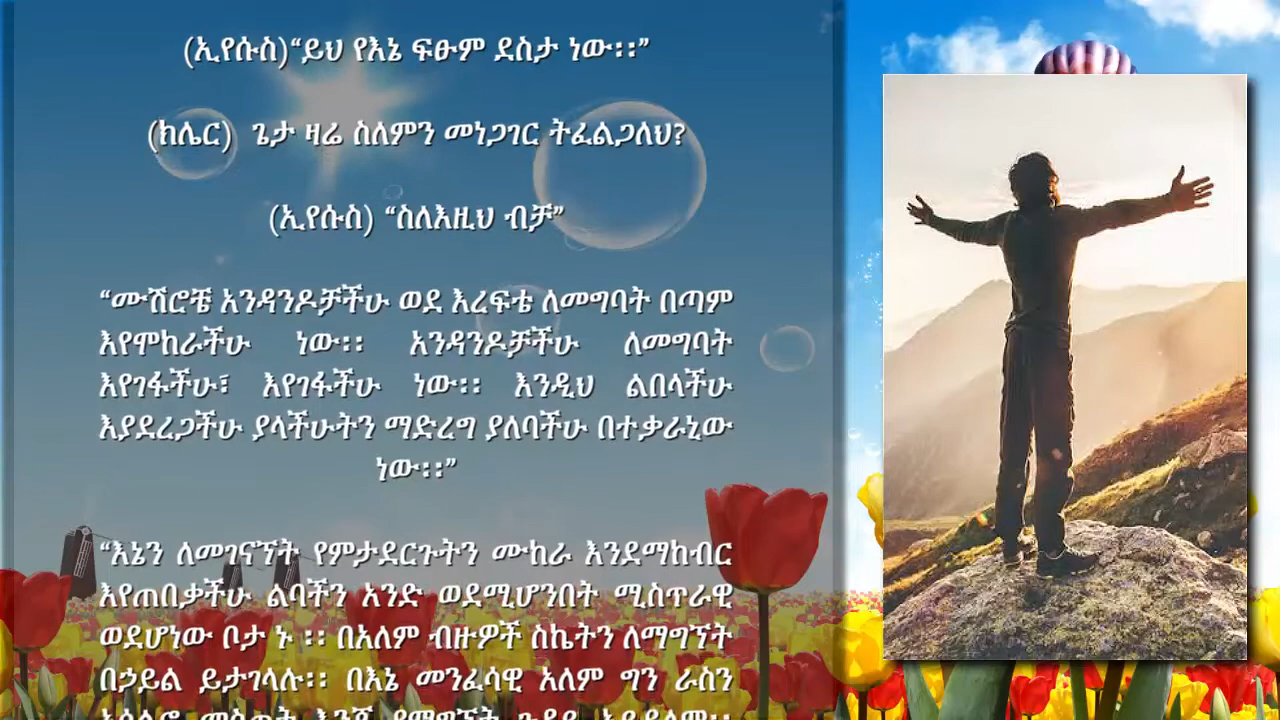 (ኢየሱስ)“ይህ የእኔ ፍፁም ደስታ ነው፡፡”
(ክሌር) ጌታ ዛሬ ስለምን መነጋገር ትፈልጋለህ?
(ኢየሱስ) “ስለእዚህ ብቻ”
“ሙሽሮቼ አንዳንዶቻችሁ ወደ እረፍቴ ለመግባት በጣም
እየሞከራችሁ ነው፡፡ አንዳንዶቻችሁ ለመግባት
እየገፋችሁ፣ እየገፋችሁ ነው፡፡ እንዲህ ልበላችሁ
እያደረጋችሁ ያላችሁትን ማድረግ ያለባችሁ በተቃራኒው
ነው፡፡”
“እኔን ለመገናኘት የምታደርጉትን ሙከራ እንደማከብር
እየጠበቃችሁ ልባችን አንድ ወደሚሆንበት ሚስጥራዊ
ወደሆነው ቦታ ኑ ፡፡ በአለም ብዙዎች ስኬትን ለማግኘት
በኃይል ይታገላሉ፡፡ በእኔ መንፈሳዊ አለም ግን ራስን